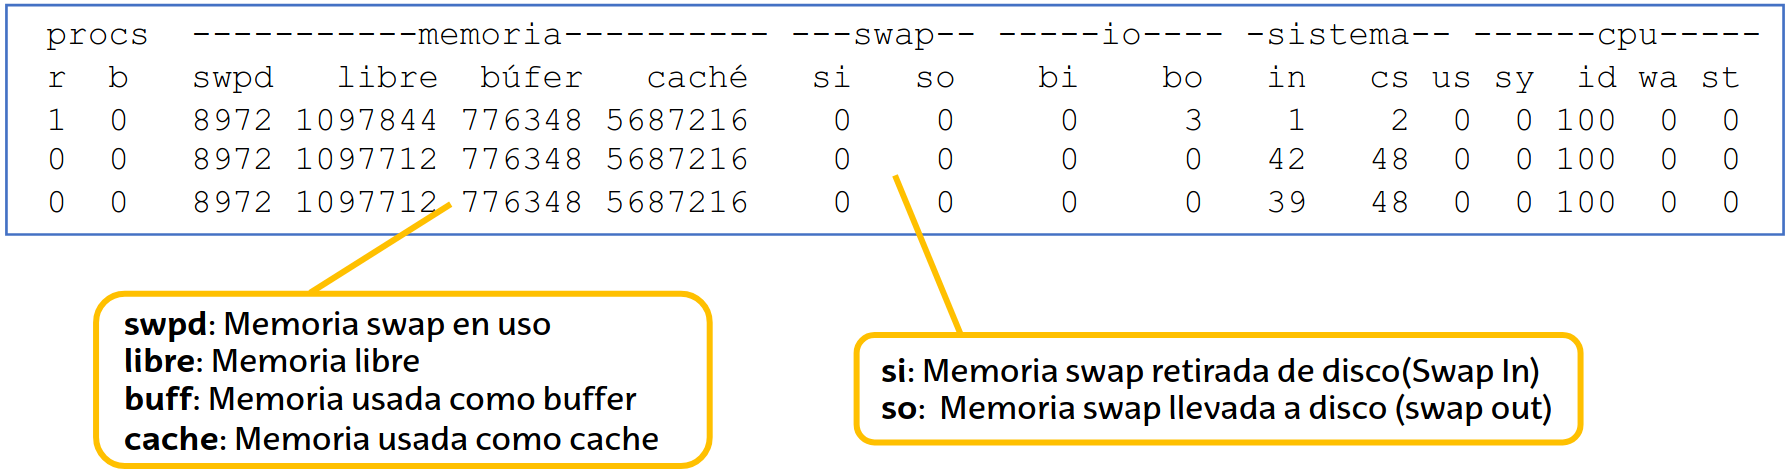 procs -----------memoria---------- ---swap-- -----io---- -sistema-- ------cpu-----
r b swpd libre búfer caché si so bi bo in cs us sy id wa st
1 0 8972 1097844 776348 5687216 0 0 0 3 1 2 0 0 100 0 0
0 0 8972 1097712 776348 5687216 0 0 0 0 42 48 0 0 100 0 0
0 0 8972 1097712 776348 5687216 0 0 0 0 39 48 0 0 100 0 0
swpd: Memoria swap en uso
libre: Memoria libre
buff: Memoria usada como buffer
cache: Memoria usada como cache
si: Memoria swap retirada de disco(Swap In)
so: Memoria swap llevada a disco (swap out)